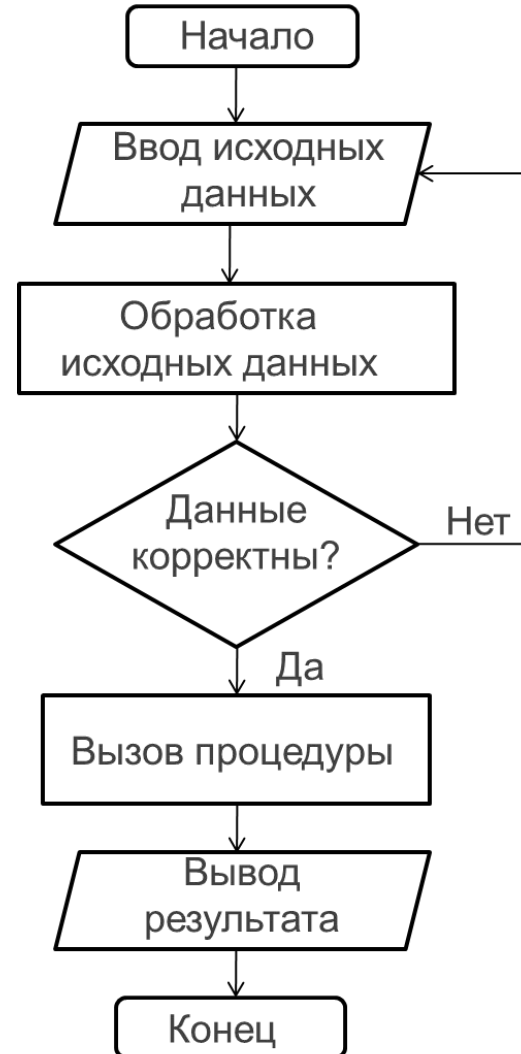 Начало
Ввод исходных
данных
Обработка
исходных данных
Данные
корректны?
Нет
Да
Вызов процедуры
Вывод
результата
Конец